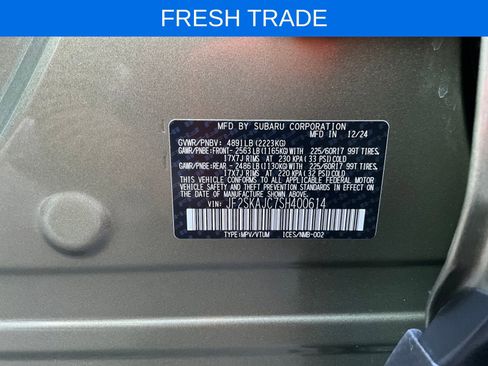 FRESH TRADE
MFD BY SUBARU CORPORATION
MFD IN 12/24
GVWR/PNBV: 4891LB (2223KG)
GAWR/PNBE:FRONT- 2563LB(1165KG)WITH 225/60R17 99T TIRES,
17X7J RIMS AT 230 KPA (33 PSI)COLD
GAWR/PNBE:REAR - 2486LB(1130KG)WITH 225/60R17 99T TIRES,
17X7J RIMS AT 220 KPA(32 PSI)COLD
THIS VEHICLE CONFORMS TO ALL APPLICABLE
FEDERAL MOTOR VEHICLE SAFETY, BUMPER, AND
THEFT PREVENTION STANDARDS IN EFFECT ON THE
DATE OF MANUFACTURE SHOWN ABOVE.
VIN: JF2SKAJC7SH400614
TYPE:MPV/VTUM ICES/NMB-002